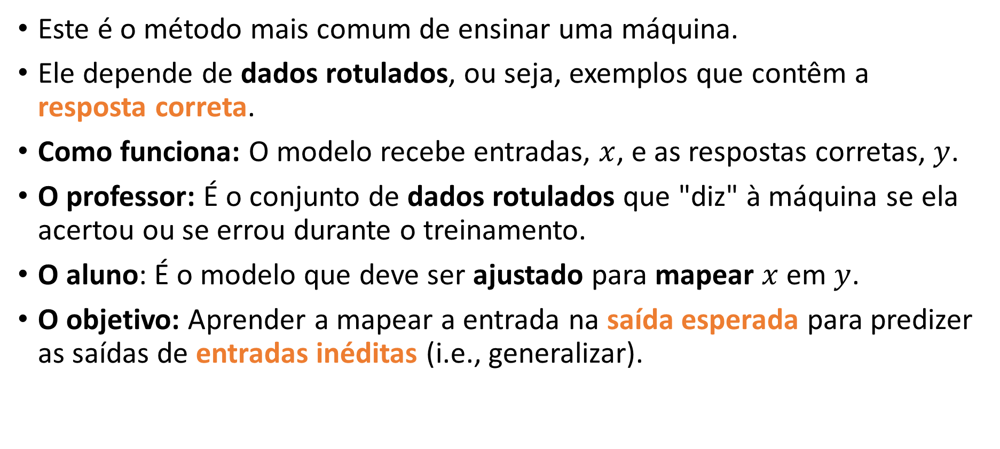 • Este é o método mais comum de ensinar uma máquina.
• Ele depende de dados rotulados, ou seja, exemplos que contêm a
resposta correta.
• Como funciona: O modelo recebe entradas, x, e as respostas corretas, y.
• O professor: É o conjunto de dados rotulados que "diz" à máquina se ela
acertou ou se errou durante o treinamento.
• O aluno: É o modelo que deve ser ajustado para mapear x em y.
• O objetivo: Aprender a mapear a entrada na saída esperada para predizer
as saídas de entradas inéditas (i.e., generalizar).